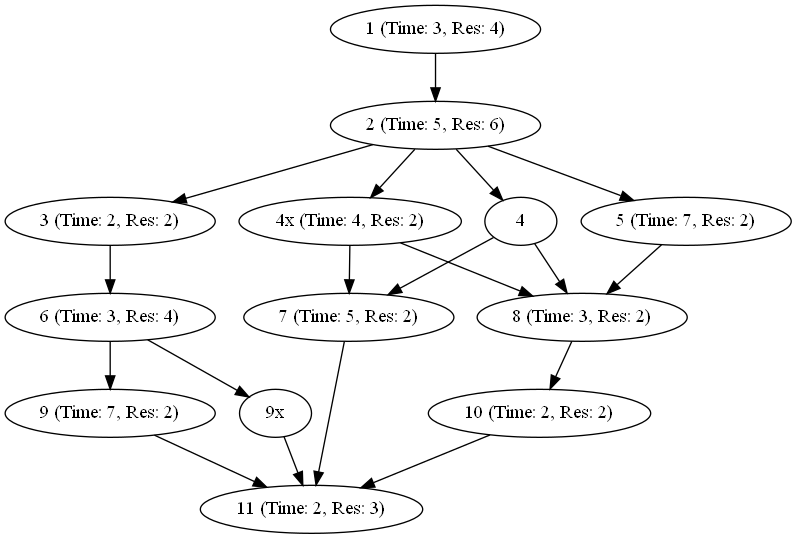 1 (Time: 3, Res: 4)
2 (Time: 5, Res: 6)
3 (Time: 2, Res: 2)
4x (Time: 4, Res: 2)
4
5 (Time: 7, Res: 2)
6 (Time: 3, Res: 4)
7 (Time: 5, Res: 2)
8 (Time: 3, Res: 2)
9 (Time: 7, Res: 2)
9x
10 (Time: 2, Res: 2)
11 (Time: 2, Res: 3)